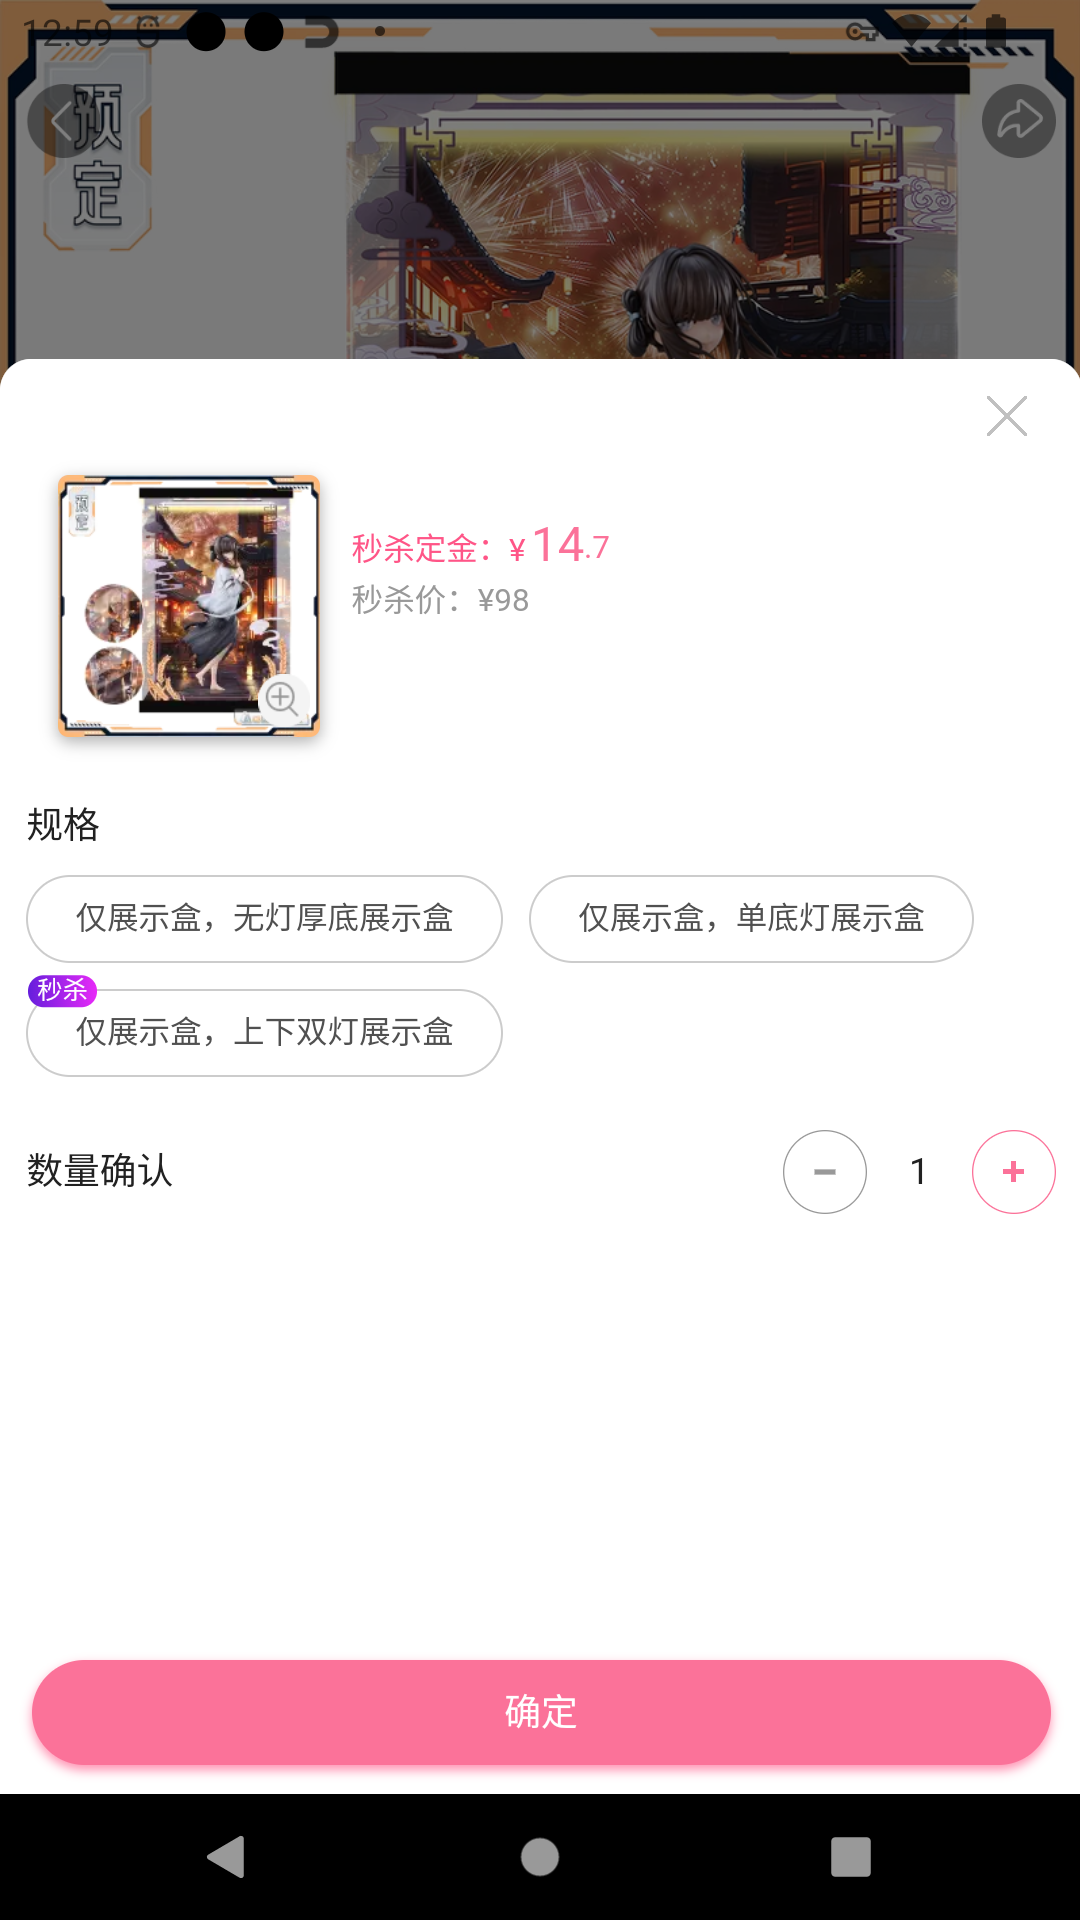 12:59
预定
预定
秒杀定金：¥14.7
秒杀价：¥98
规格
仅展示盒，无灯厚底展示盒
仅展示盒，单底灯展示盒
秒杀
仅展示盒，上下双灯展示盒
数量确认
1
确定